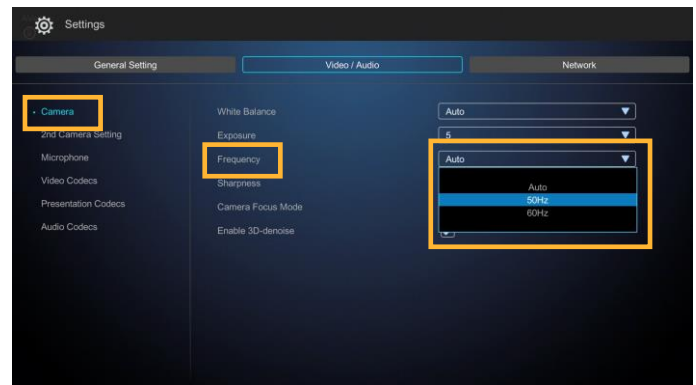 Settings
General Setting
Video / Audio
Network
Camera
White Balance
Auto
2nd Camera Setting
Exposure
5
Microphone
Frequency
Auto
Video Codecs
Sharpness
Auto
Presentation Codecs
Camera Focus Mode
50Hz
60Hz
Audio Codecs
Enable 3D-denoise